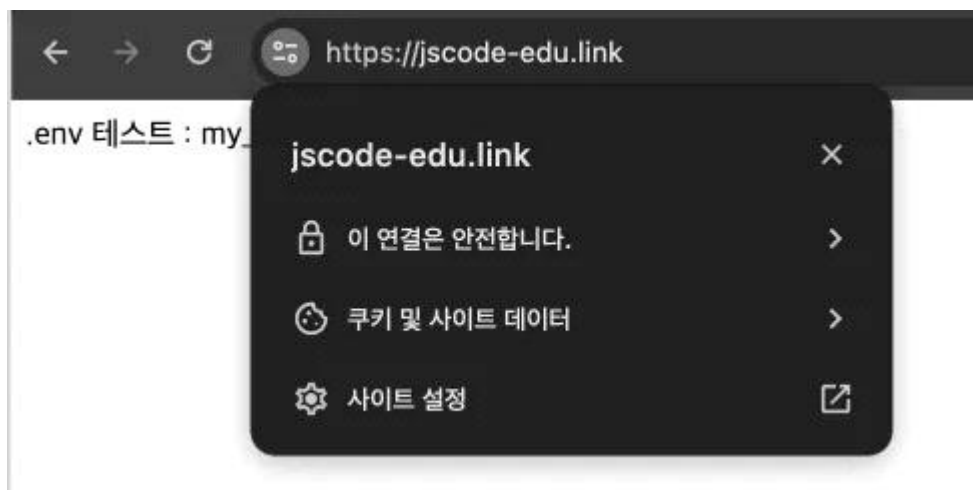 https://jscode-edu.link
.env 테스트 : my_
jscode-edu.link
이 연결은 안전합니다.
쿠키 및 사이트 데이터
사이트 설정